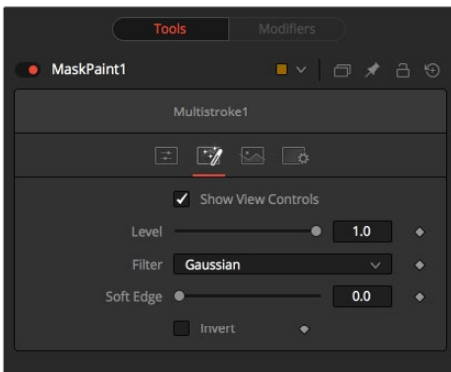 Tools Modifiers
MaskPaint1
Multistroke1
Show View Controls
Level 1.0
Filter Gaussian
Soft Edge 0.0
Invert